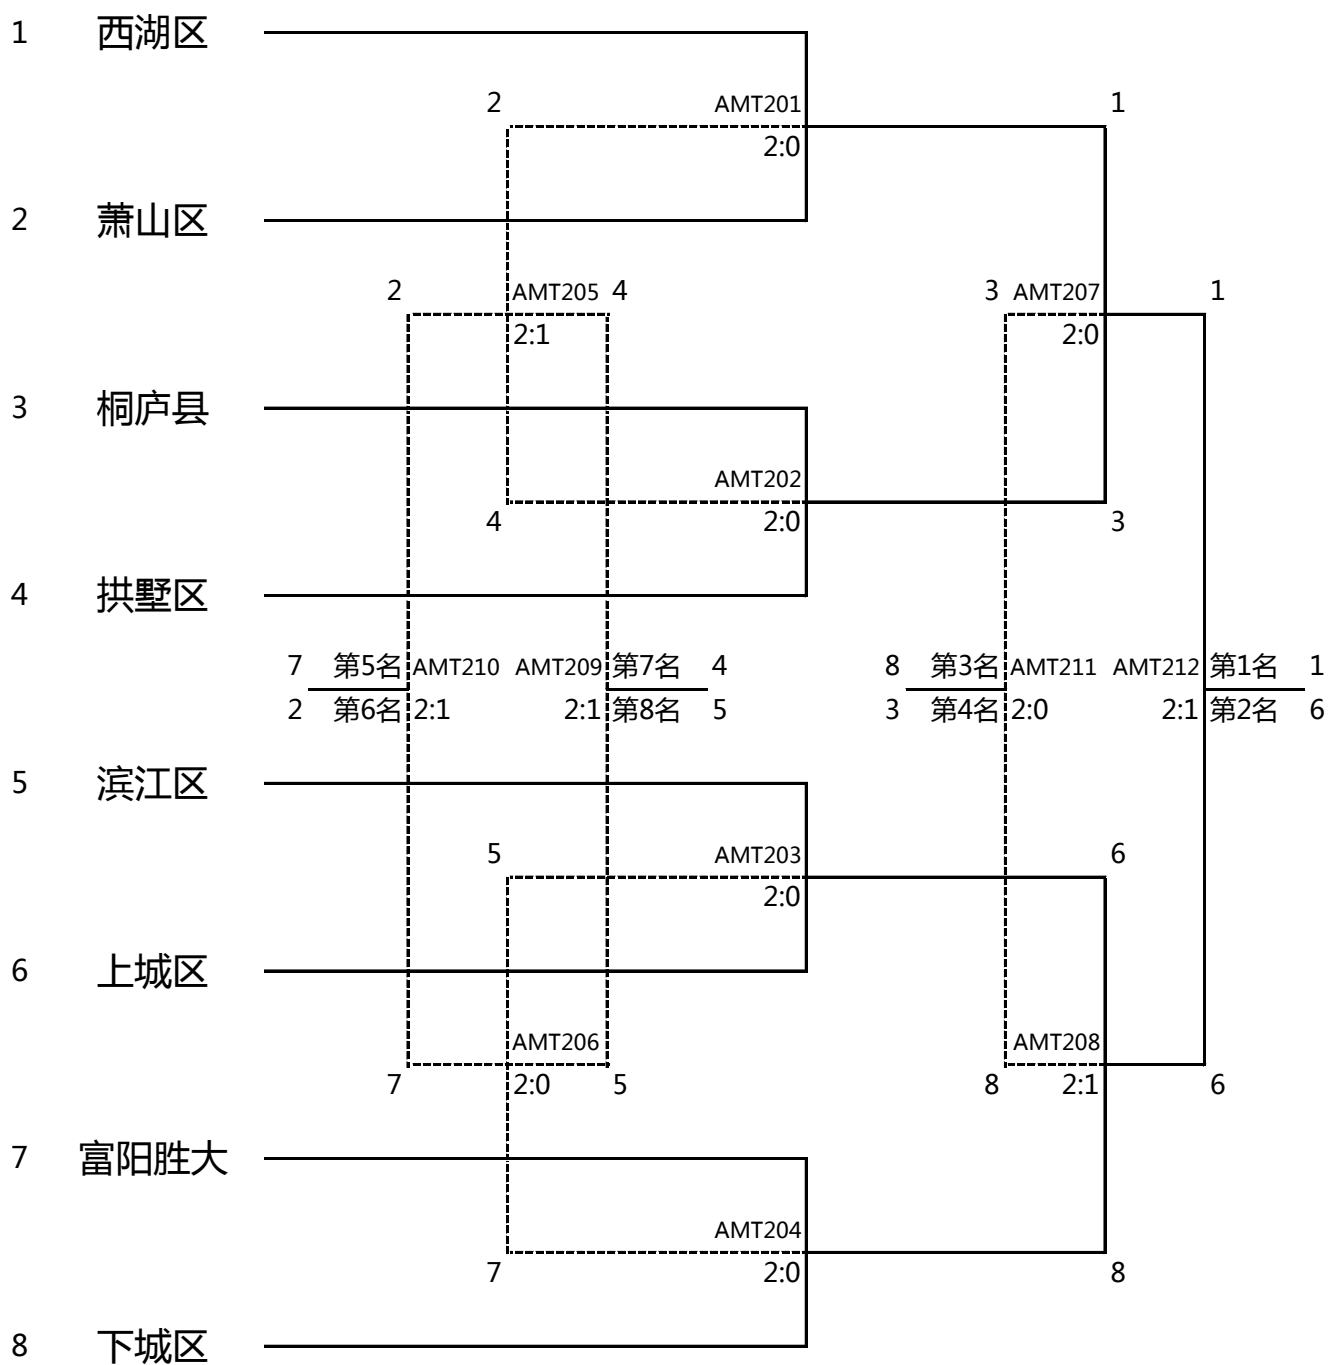 1 西湖区
2 AMT201 1
2:0
2 萧山区
2 AMT205 4 3 AMT207 1
2:1 2:0
3 桐庐县
AMT202
4 2:0 3
4 拱墅区
7 第5名 AMT210 AMT209 第7名 4 8 第3名 AMT211 AMT212 第1名 1
2 第6名 2:1 2:1 第8名 5 3 第4名 2:0 2:1 第2名 6
5 滨江区
5 AMT203 6
2:0
6 上城区
AMT206 AMT208
7 2:0 5 8 2:1 6
7 富阳胜大
AMT204
7 2:0 8
8 下城区